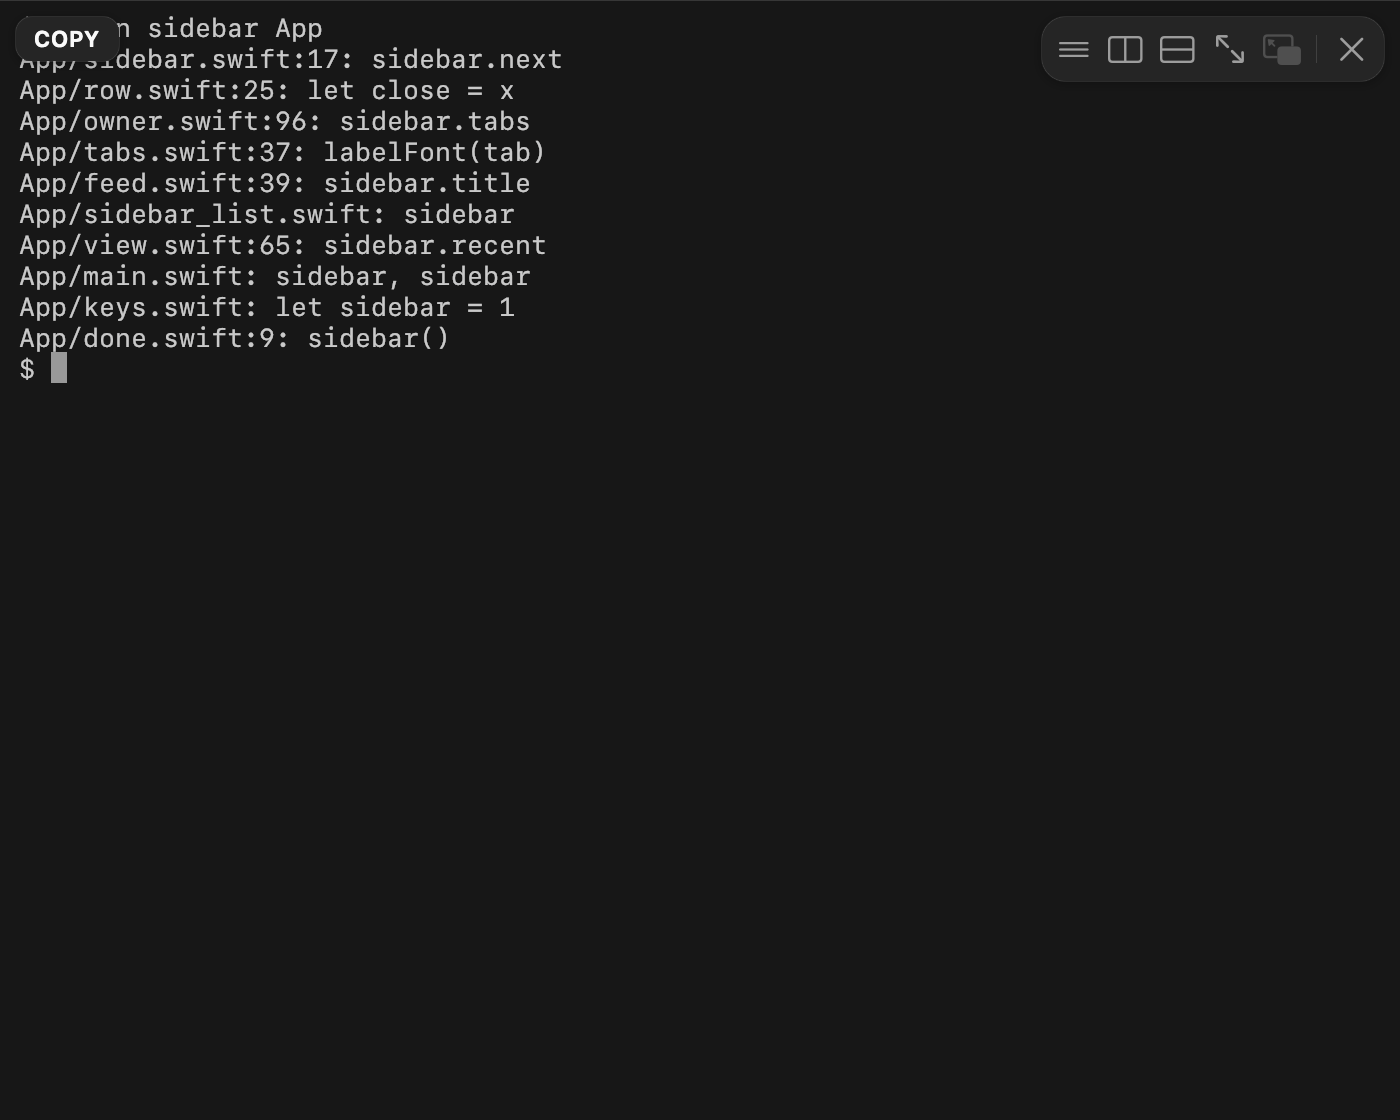 COPY
sidebar App
App/sidebar.swift:17: sidebar.next
App/row.swift:25: let close = x
App/owner.swift:96: sidebar.tabs
App/tabs.swift:37: labelFont(tab)
App/feed.swift:39: sidebar.title
App/sidebar_list.swift: sidebar
App/view.swift:65: sidebar.recent
App/main.swift: sidebar, sidebar
App/keys.swift: let sidebar = 1
App/done.swift:9: sidebar()
$